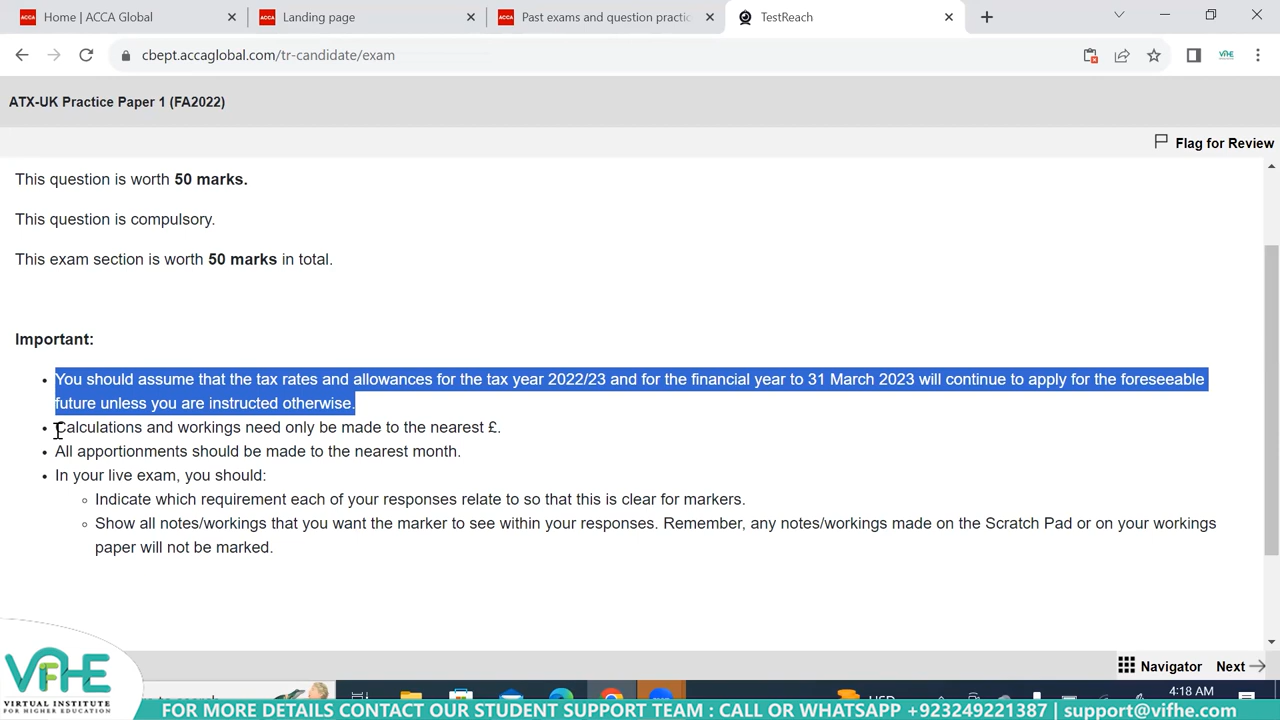 Home | ACCA Global
Landing page
Past exams and question practic
TestReach
cbept.accaglobal.com/tr-candidate/exam
ATX-UK Practice Paper 1 (FA2022)
Flag for Review
This question is worth 50 marks.
This question is compulsory.
This exam section is worth 50 marks in total.
Important:
• You should assume that the tax rates and allowances for the tax year 2022/23 and for the financial year to 31 March 2023 will continue to apply for the foreseeable
future unless you are instructed otherwise.
• Calculations and workings need only be made to the nearest £.
• All apportionments should be made to the nearest month.
• In your live exam, you should:
◦ Indicate which requirement each of your responses relate to so that this is clear for markers.
◦ Show all notes/workings that you want the marker to see within your responses. Remember, any notes/workings made on the Scratch Pad or on your workings
paper will not be marked.
Navigator
Next
4:18 AM
VFHE
VIRTUAL INSTITUTE
FOR HIGHER EDUCATION
FOR MORE DETAILS CONTACT OUR STUDENT SUPPORT TEAM : CALL OR WHATSAPP +923249221387 | support@vifhe.com